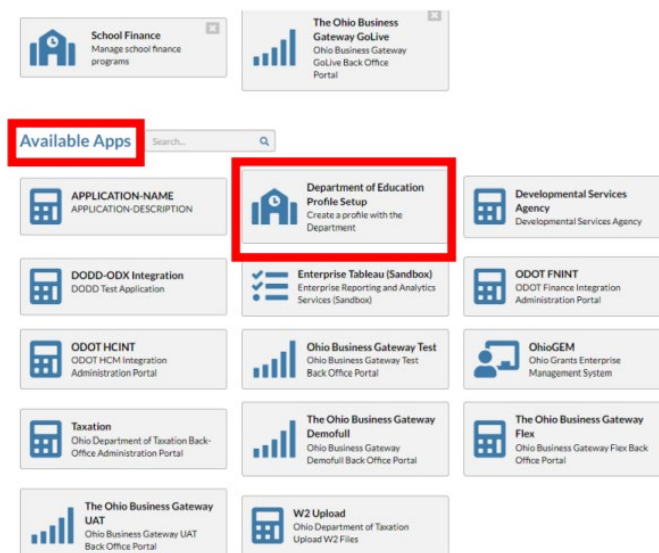 School Finance
Manage school finance
programs
The Ohio Business
Gateway GoLive
Ohio Business Gateway
GoLive Back Office
Portal
Available Apps
Search...
APPLICATION-NAME
APPLICATION-DESCRIPTION
Department of Education
Profile Setup
Create a profile with the
Department
Developmental Services
Agency
Developmental Services Agency
DODD-ODX Integration
DODD Test Application
Enterprise Tableau (Sandbox)
Enterprise Reporting and Analytics
Services (Sandbox)
ODOT FNINT
ODOT Finance Integration
Administration Portal
ODOT HCINT
ODOT HCM Integration
Administration Portal
Ohio Business Gateway Test
Ohio Business Gateway Test
Back Office Portal
OhioGEM
Ohio Grants Enterprise
Management System
Taxation
Ohio Department of Taxation Back-
Office Administration Portal
The Ohio Business Gateway
Demofull
Ohio Business Gateway
Demofull Back Office Portal
The Ohio Business Gateway
Flex
Ohio Business Gateway Flex Back
Office Portal
The Ohio Business Gateway
UAT
Ohio Business Gateway UAT
Back Office Portal
W2 Upload
Ohio Department of Taxation
Upload W2 Files